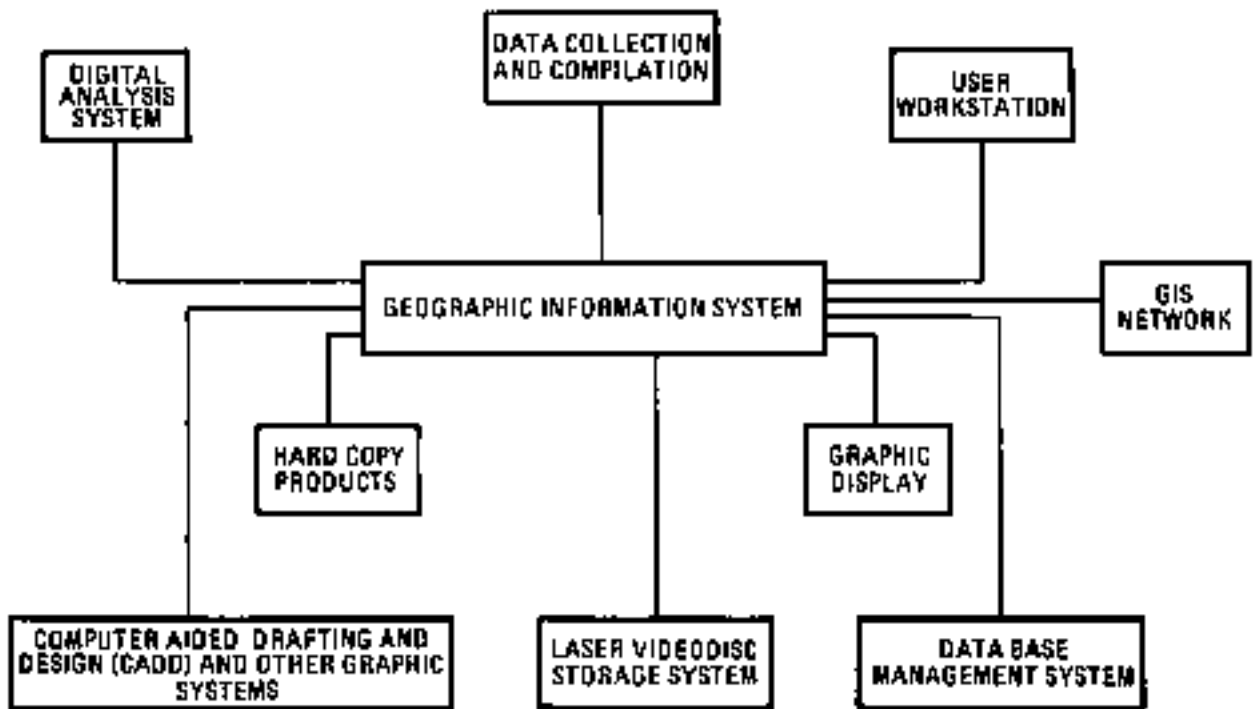 DATA COLLECTION
AND COMPILATION
DIGITAL
ANALYSIS
SYSTEM
USER
WORKSTATION
GEOGRAPHIC INFORMATION SYSTEM
GIS
NETWORK
HARD COPY
PRODUCTS
GRAPHIC
DISPLAY
COMPUTER AIDED DRAFTING AND
DESIGN (CADD) AND OTHER GRAPHIC
SYSTEMS
LASER VIDEODISC
STORAGE SYSTEM
DATA BASE
MANAGEMENT SYSTEM